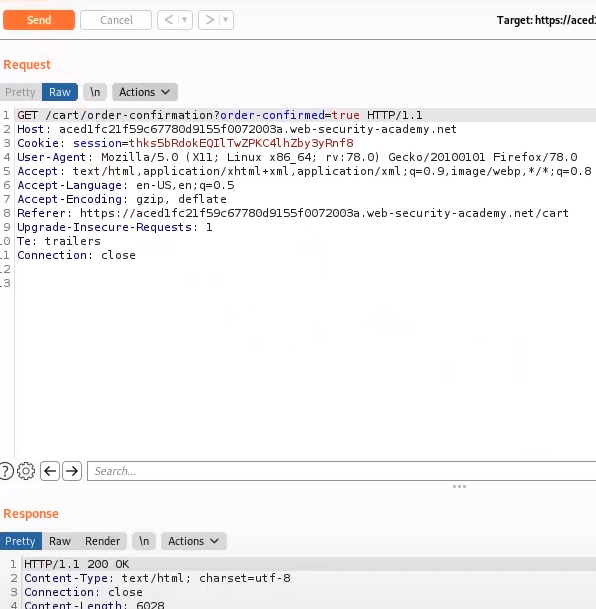 Send Cancel < ▾ > ▾ Target: https://aced1
Request
Pretty Raw \n Actions
1 GET /cart/order-confirmation?order-confirmed=true HTTP/1.1
2 Host: aced1fc21f59c67780d9155f0072003a.web-security-academy.net
3 Cookie: session=thks5bRdokEQIlTwZPKC4lhZby3yRnf8
4 User-Agent: Mozilla/5.0 (X11; Linux x86_64; rv:78.0) Gecko/20100101 Firefox/78.0
5 Accept: text/html,application/xhtml+xml,application/xml;q=0.9,image/webp,*/*;q=0.8
6 Accept-Language: en-US,en;q=0.5
7 Accept-Encoding: gzip, deflate
8 Referer: https://aced1fc21f59c67780d9155f0072003a.web-security-academy.net/cart
9 Upgrade-Insecure-Requests: 1
10 Te: trailers
11 Connection: close
12
13
? Search...
Response
Pretty Raw Render \n Actions
1 HTTP/1.1 200 OK
2 Content-Type: text/html; charset=utf-8
3 Connection: close
4 Content-Length: 6028